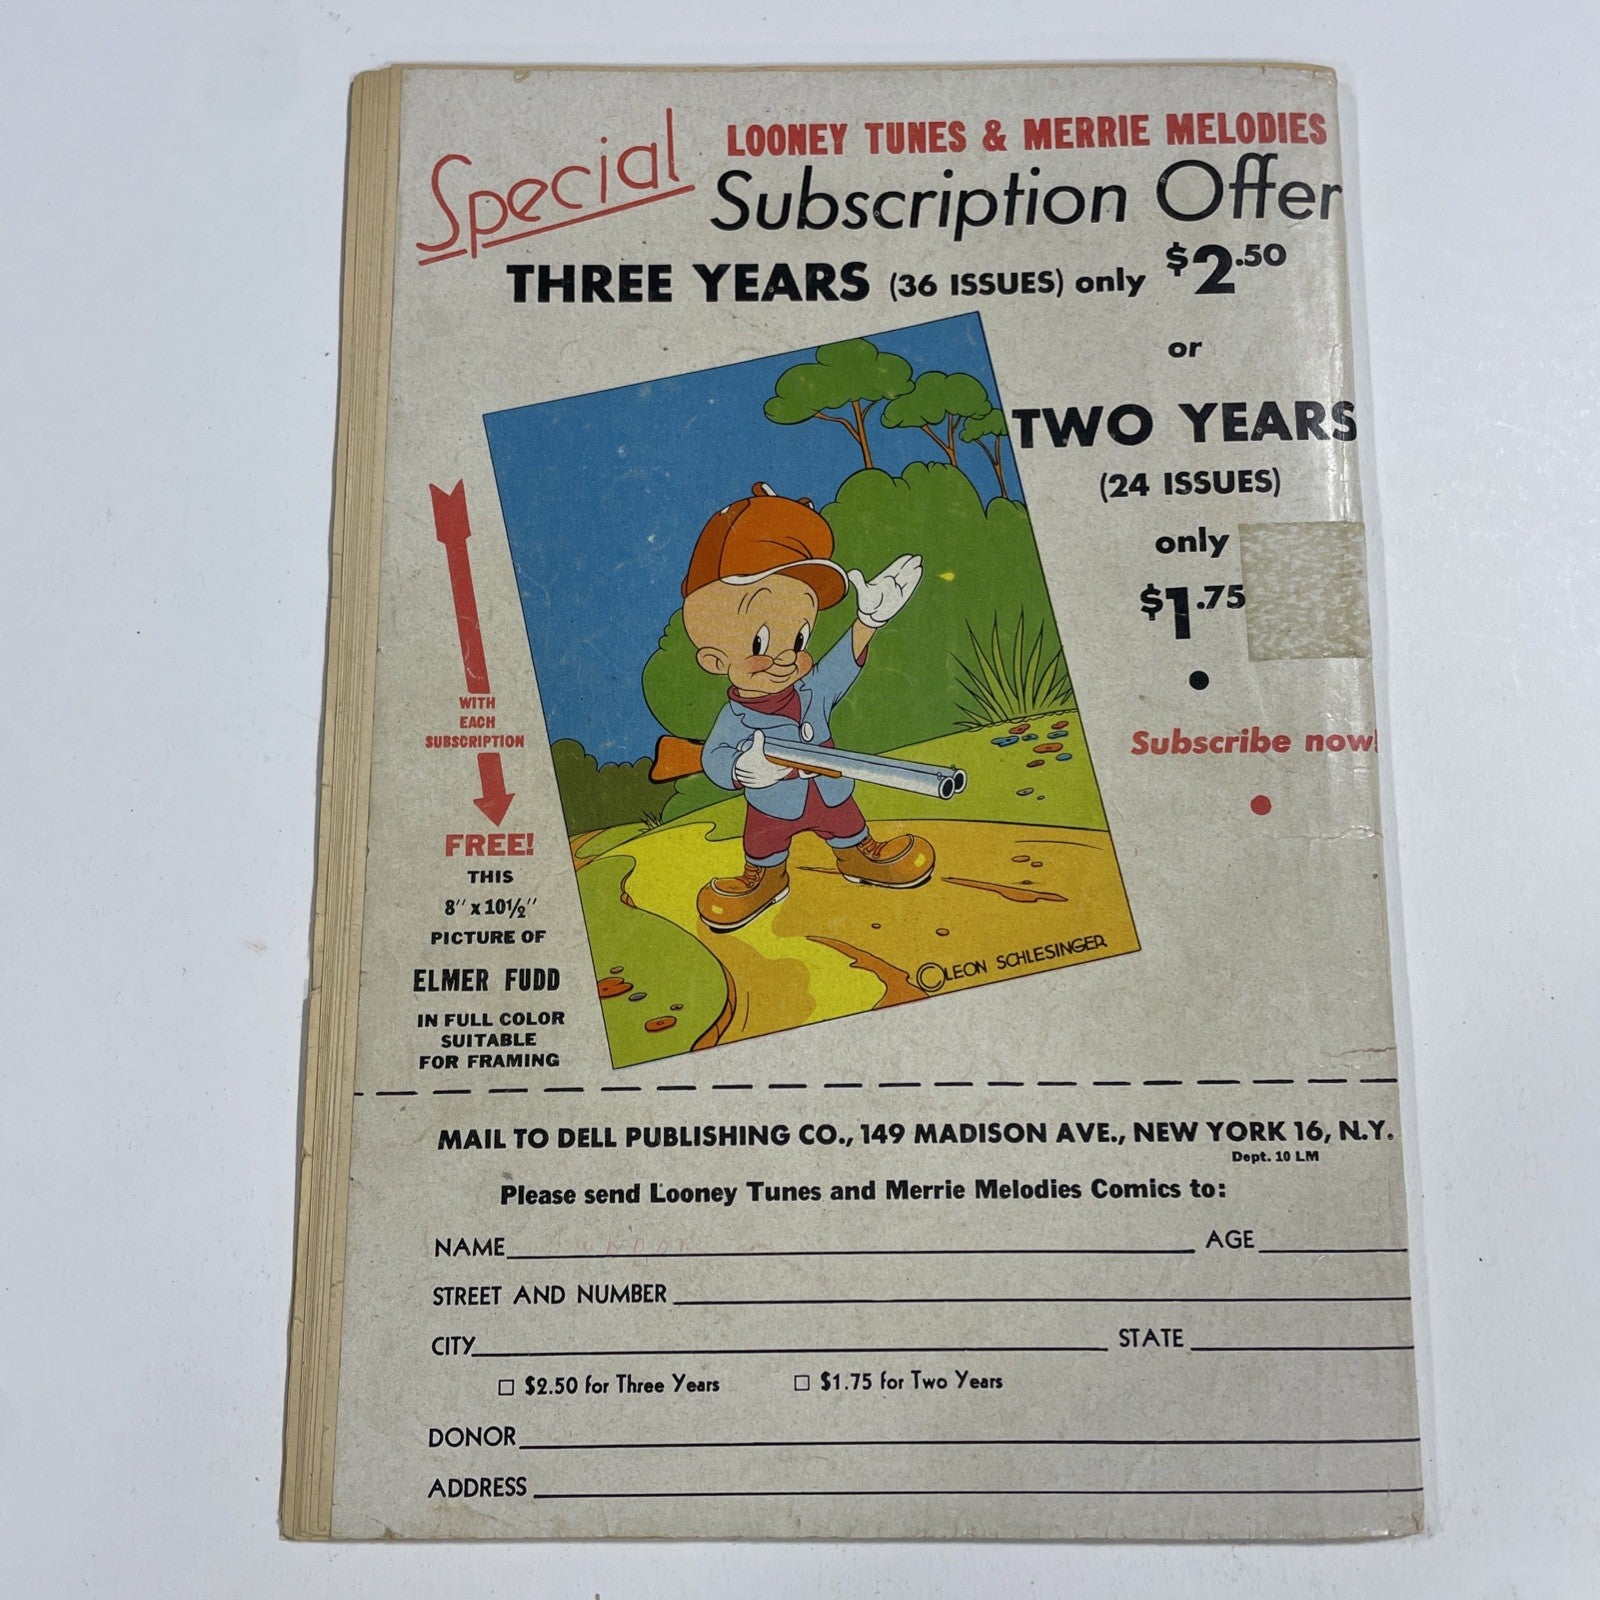 Special
LOONEY TUNES & MERRIE MELODIES
Subscription Offer
THREE YEARS (36 ISSUES) only $2.50
or
TWO YEARS
(24 ISSUES)
only
$1.75
Subscribe now!
WITH
EACH
SUBSCRIPTION
FREE!
THIS
8" x 10½"
PICTURE OF
ELMER FUDD
IN FULL COLOR
SUITABLE
FOR FRAMING
©LEON SCHLESINGER
MAIL TO DELL PUBLISHING CO., 149 MADISON AVE., NEW YORK 16, N.Y.
Dept. 10 LM
Please send Looney Tunes and Merrie Melodies Comics to:
NAME AGE
STREET AND NUMBER
CITY STATE
☐ $2.50 for Three Years ☐ $1.75 for Two Years
DONOR
ADDRESS